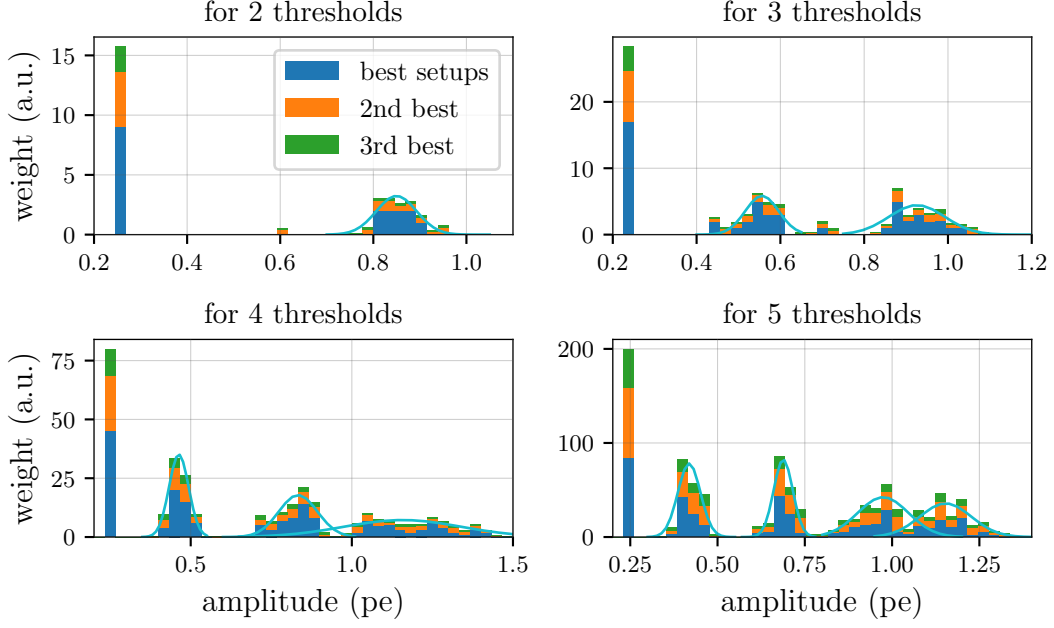 for 2 thresholds
for 3 thresholds
weight (a.u.)
15
10
5
0
0.2 0.4 0.6 0.8 1.0
best setups
2nd best
3rd best
20
10
0
0.2 0.4 0.6 0.8 1.0 1.2
for 4 thresholds
for 5 thresholds
weight (a.u.)
75
50
25
0
0.5 1.0 1.5
amplitude (pe)
200
100
0
0.25 0.50 0.75 1.00 1.25
amplitude (pe)